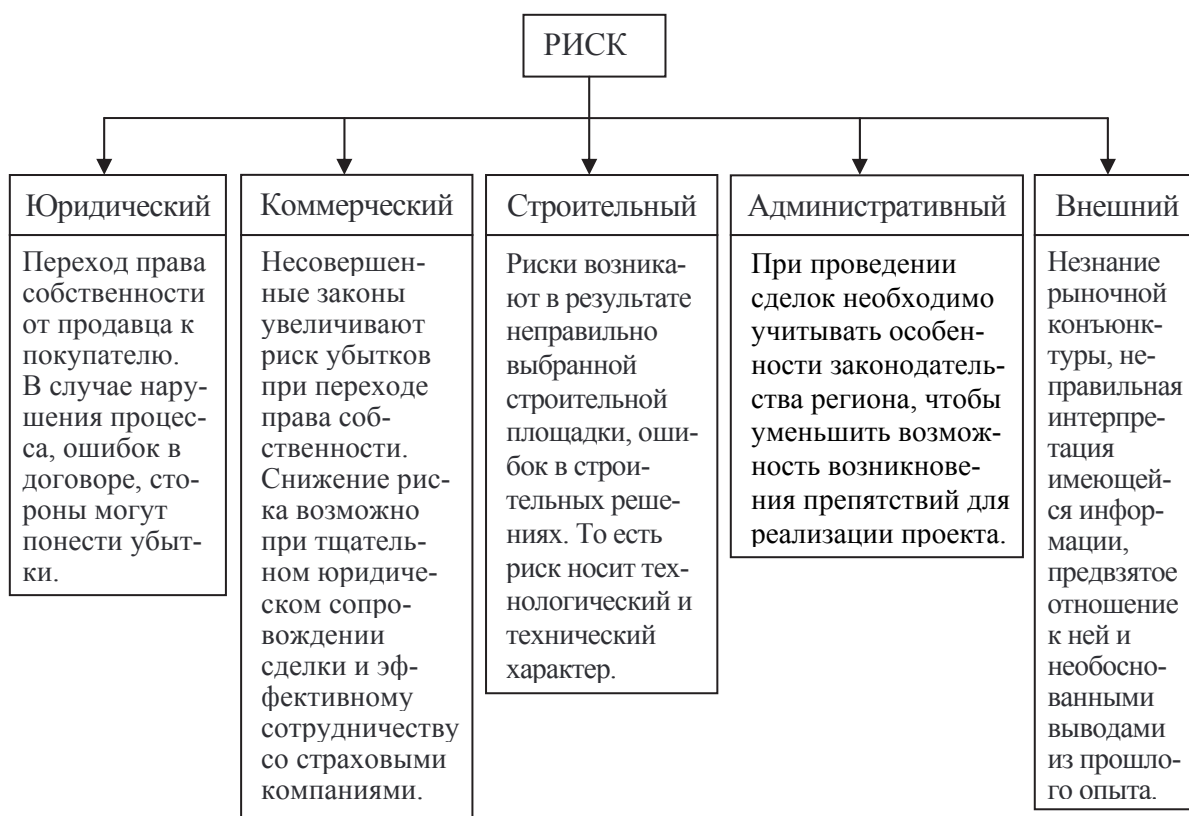 РИСК
Юридический
Переход права
собственности
от продавца к
покупателю.
В случае нару-
шения процес-
са, ошибок в
договоре, сто-
роны могут
понести убыт-
ки.
Коммерческий
Несовершен-
ные законы
увеличивают
риск убытков
при переходе
права соб-
ственности.
Снижение рис-
ка возможно
при тщатель-
ном юридиче-
ском сопро-
вождении
сделки и эф-
фективному
сотрудничеству
со страховыми
компаниями.
Строительный
Риски возника-
ют в результате
неправильно
выбранной
строительной
площадки, оши-
бок в строи-
тельных реше-
ниях. То есть
риск носит тех-
нологический и
технический
характер.
Административный
При проведении
сделок необходимо
учитывать особен-
ности законодатель-
ства региона, чтобы
уменьшить возмож-
ность возникнове-
ния препятствий для
реализации проекта.
Внешний
Незнание
рыночной
конъюнк-
туры, не-
правильная
интерпре-
тация
имеющей-
ся инфор-
мации,
предвзятое
отношение
к ней и
необосно-
ванными
выводами
из прошло-
го опыта.